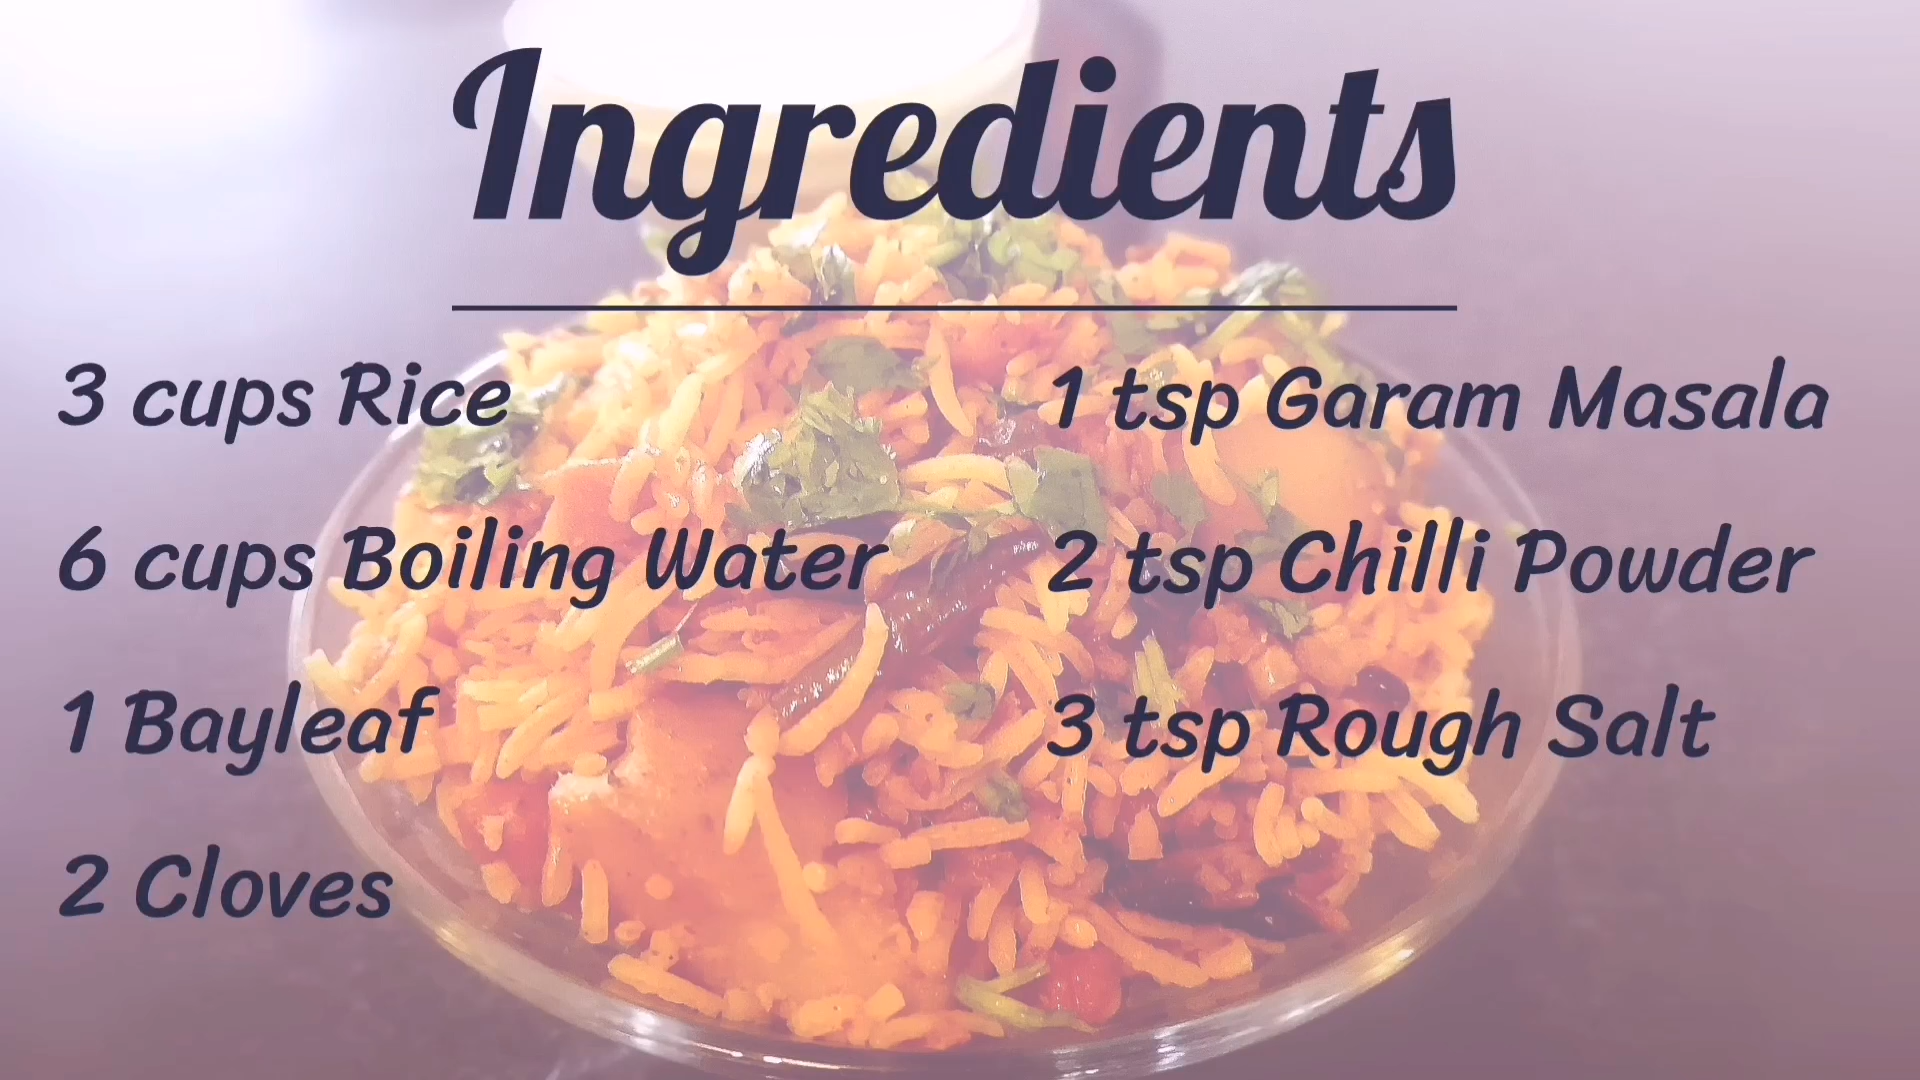 Ingredients
3 cups Rice
6 cups Boiling Water
1 Bayleaf
2 Cloves
1 tsp Garam Masala
2 tsp Chilli Powder
3 tsp Rough Salt